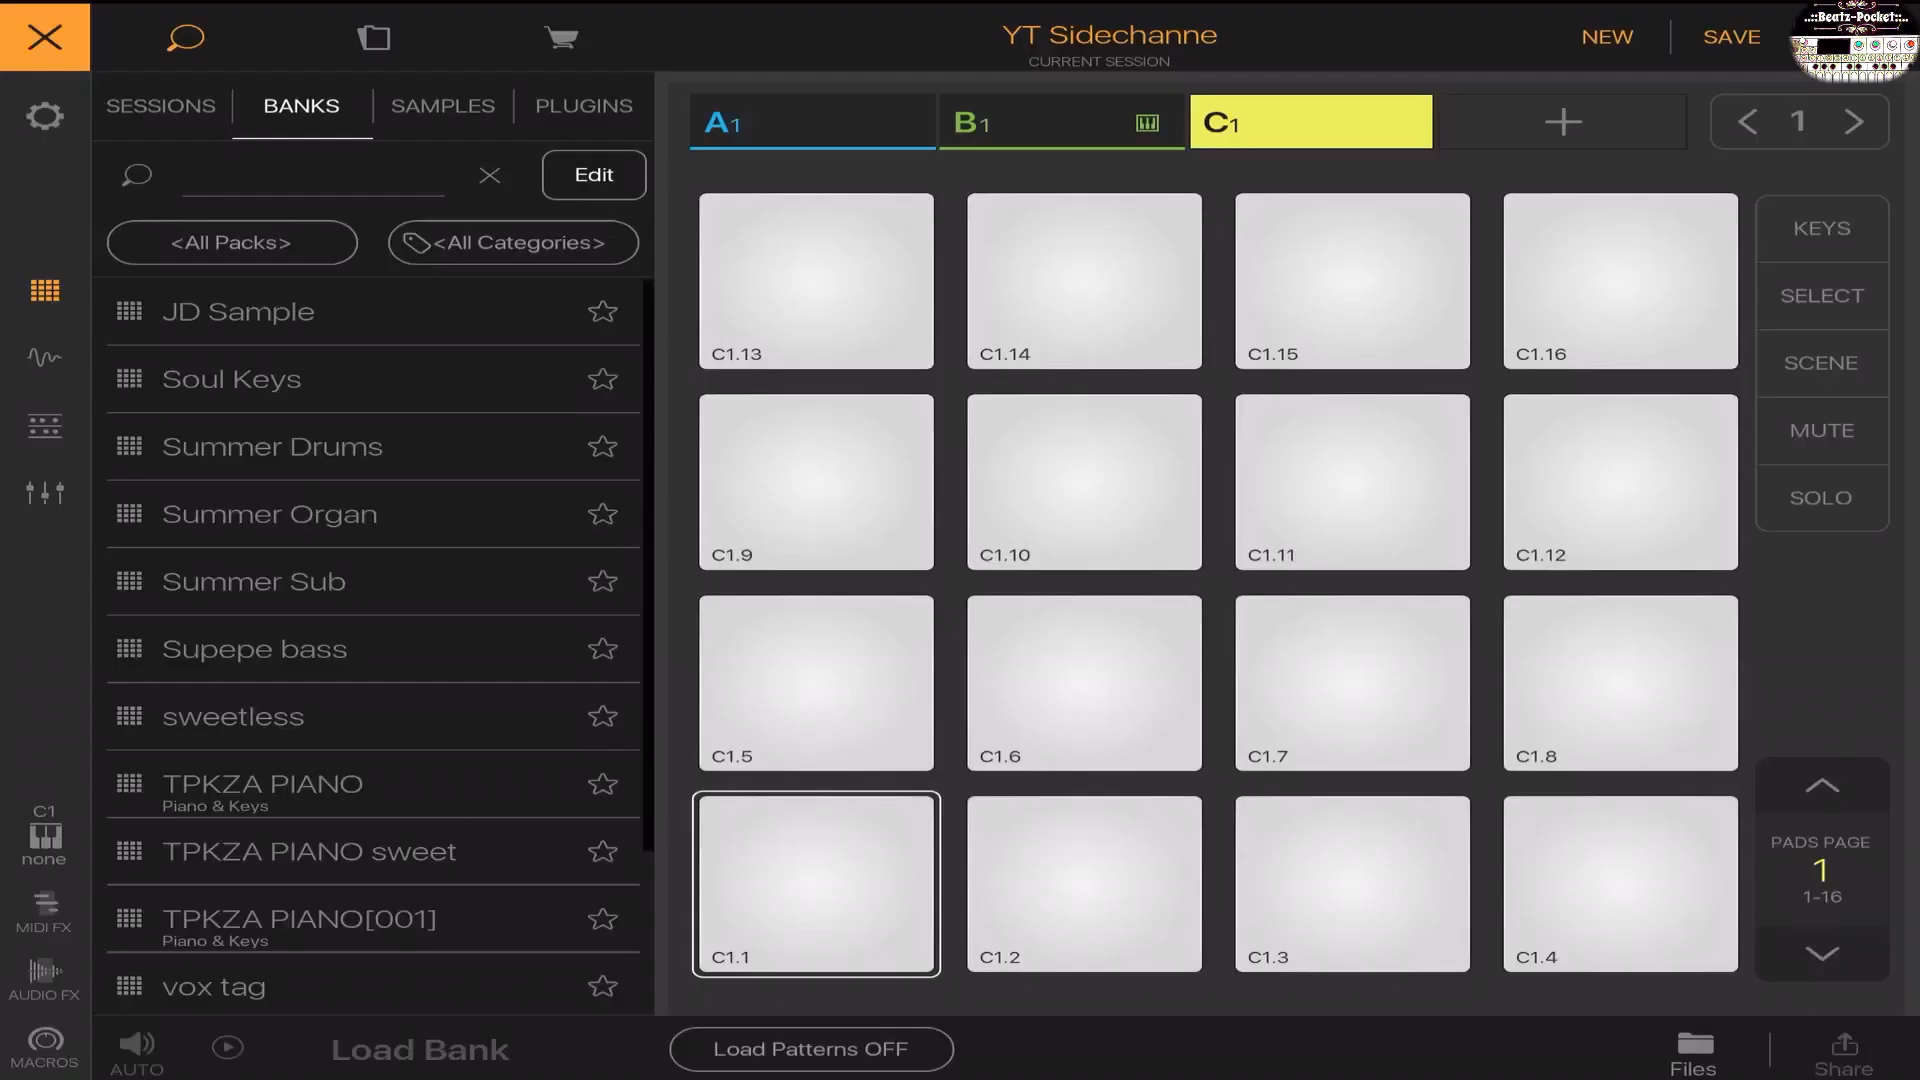 YT Sidechanne
CURRENT SESSION
NEW
SAVE
..::Beatz-Pocket::..
SESSIONS
BANKS
SAMPLES
PLUGINS
A1
B1
C1
1
Edit
<All Packs>
<All Categories>
JD Sample
Soul Keys
Summer Drums
Summer Organ
Summer Sub
Supepe bass
sweetless
TPKZA PIANO
Piano & Keys
TPKZA PIANO sweet
TPKZA PIANO[001]
Piano & Keys
vox tag
C1.13
C1.14
C1.15
C1.16
C1.9
C1.10
C1.11
C1.12
C1.5
C1.6
C1.7
C1.8
C1.1
C1.2
C1.3
C1.4
KEYS
SELECT
SCENE
MUTE
SOLO
PADS PAGE
1
1-16
C1
none
MIDI FX
AUDIO FX
MACROS
AUTO
Load Bank
Load Patterns OFF
Files
Share